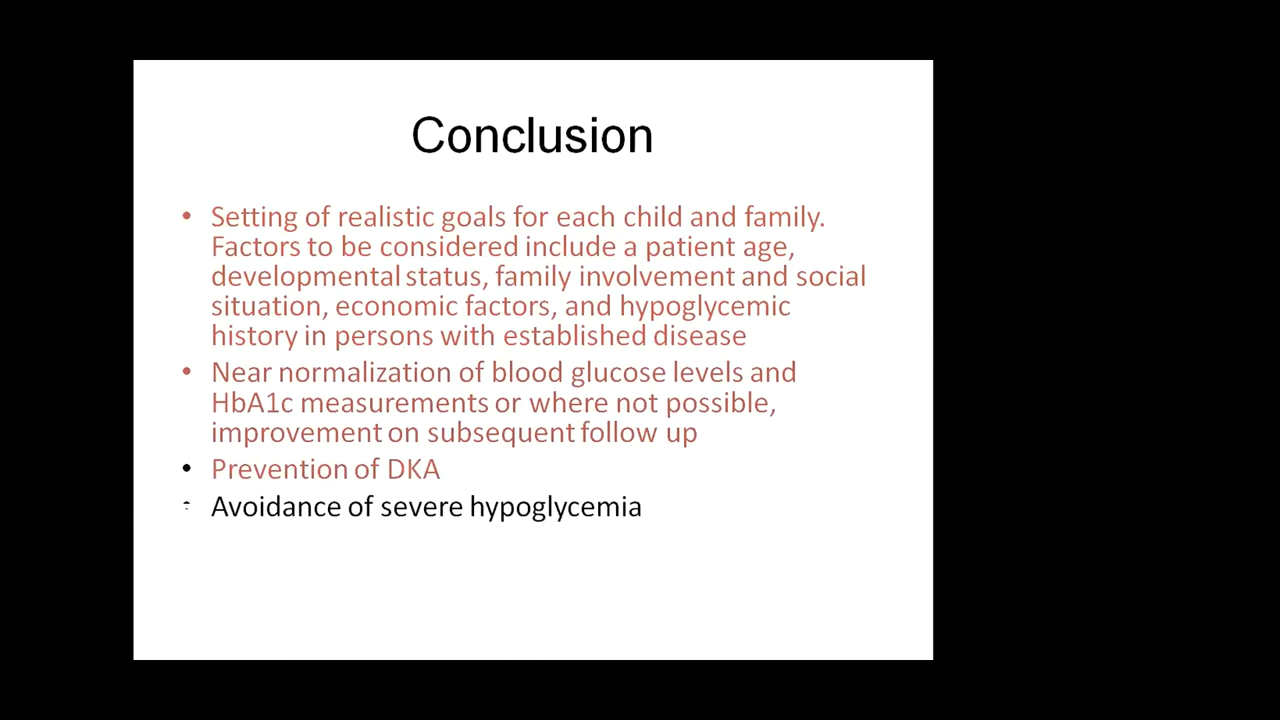 Conclusion
• Setting of realistic goals for each child and family.
Factors to be considered include a patient age,
developmental status, family involvement and social
situation, economic factors, and hypoglycemic
history in persons with established disease
• Near normalization of blood glucose levels and
HbA1c measurements or where not possible,
improvement on subsequent follow up
• Prevention of DKA
• Avoidance of severe hypoglycemia